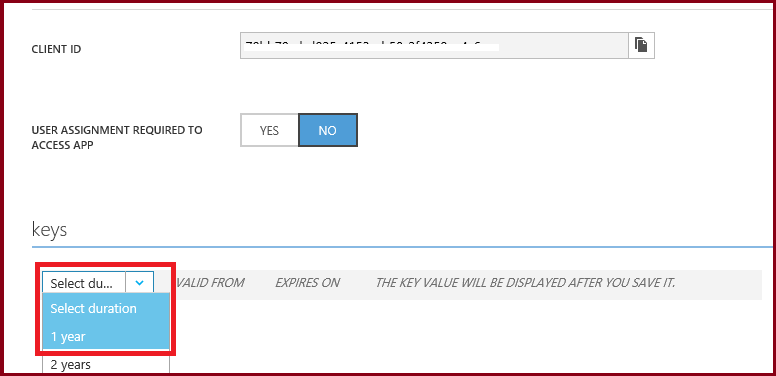 CLIENT ID
USER ASSIGNMENT REQUIRED TO
ACCESS APP
YES
NO
keys
Select du...
VALID FROM
EXPIRES ON
THE KEY VALUE WILL BE DISPLAYED AFTER YOU SAVE IT.
Select duration
1 year
2 years